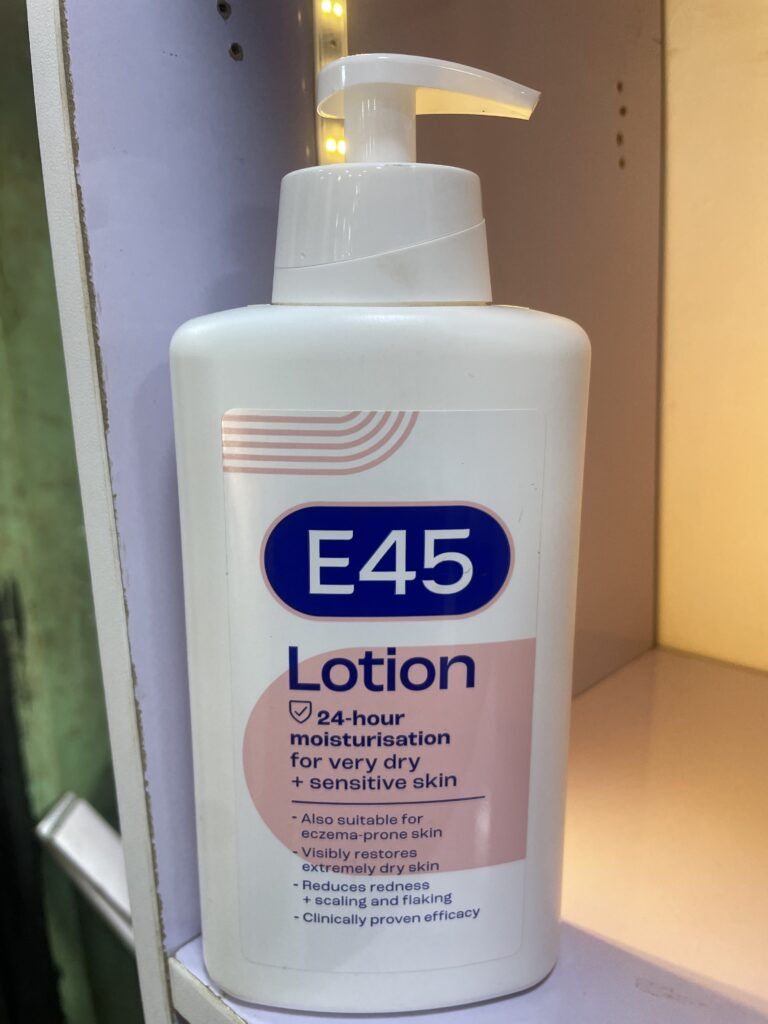 E45
Lotion
24-hour
moisturisation
for very dry
+ sensitive skin
- Also suitable for
eczema-prone skin
- Visibly restores
extremely dry skin
- Reduces redness
+ scaling and flaking
- Clinically proven efficacy